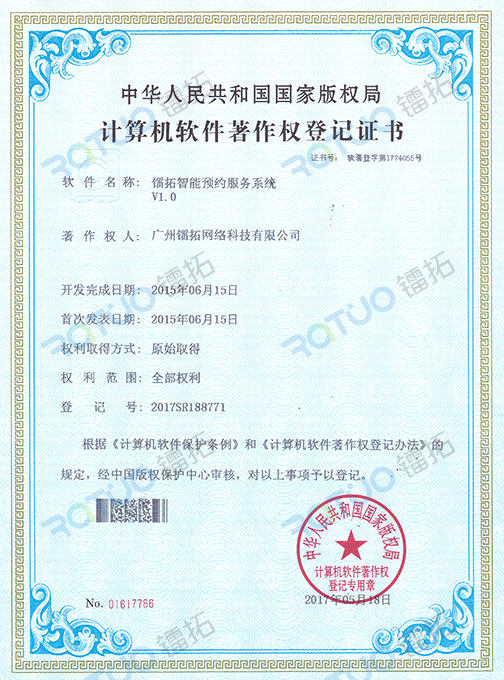 中华人民共和国国家版权局
计算机软件著作权登记证书
证书号： 软著登字第1774055号
软件名称： 镭拓智能预约服务系统
V1.0
著作权人： 广州镭拓网络科技有限公司
开发完成日期： 2015年06月15日
首次发表日期： 2015年06月15日
权利取得方式： 原始取得
权利范围： 全部权利
登记号： 2017SR188771
根据《计算机软件保护条例》和《计算机软件著作权登记办法》的
规定，经中国版权保护中心审核，对以上事项予以登记。
中华人民共和国国家版权局
计算机软件著作权
登记专用章
2017年05月18日
No. 01617786
RATUO 镭拓
RATUO 镭拓
RATUO 镭拓
RATUO 镭拓
RATUO 镭拓
RATUO 镭拓